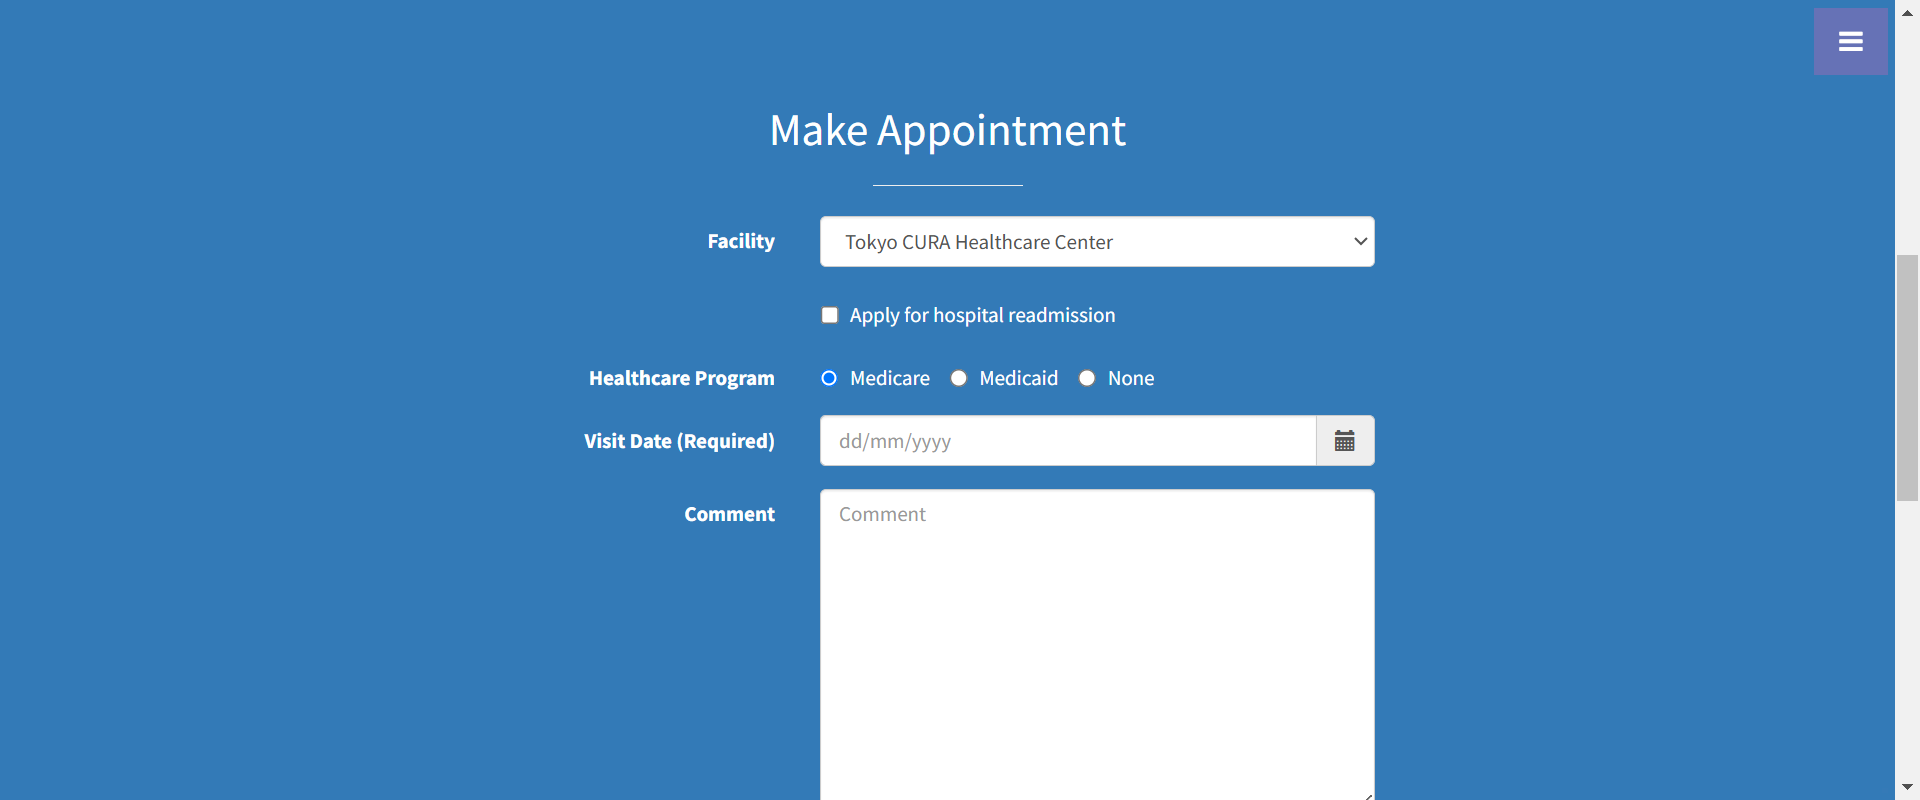 Make Appointment
Facility
Tokyo CURA Healthcare Center
Apply for hospital readmission
Healthcare Program
Medicare Medicaid None
Visit Date (Required)
dd/mm/yyyy
Comment
Comment